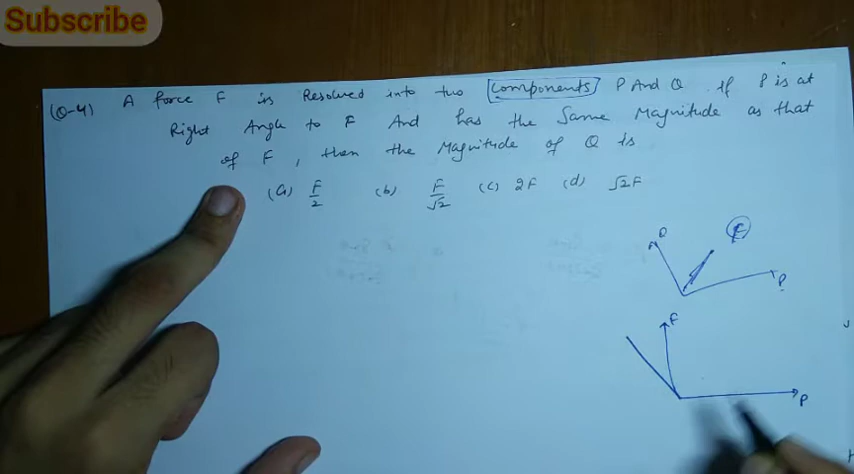 Subscribe
(Q-4) A force F is Resolved into two components P And Q . If P is at
Right Angle to F And has the Same Magnitude as that
of F , then the Magnitude of Q is
(a) F/2 (b) F/√2 (c) 2F (d) √2F
Q F
P
F
P